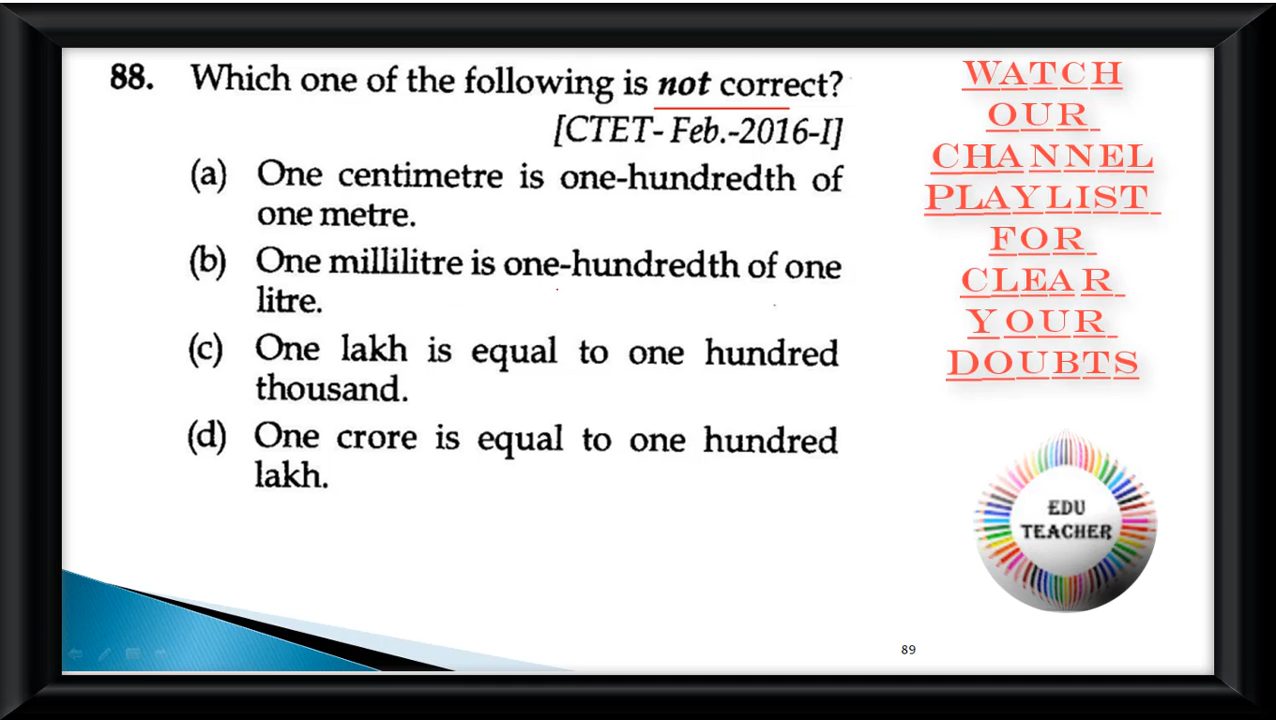 88. Which one of the following is not correct?
[CTET- Feb.-2016-I]
(a) One centimetre is one-hundredth of
one metre.
(b) One millilitre is one-hundredth of one
litre.
(c) One lakh is equal to one hundred
thousand.
(d) One crore is equal to one hundred
lakh.
WATCH
OUR
CHANNEL
PLAYLIST
FOR
CLEAR
YOUR
DOUBTS
EDU
TEACHER
89